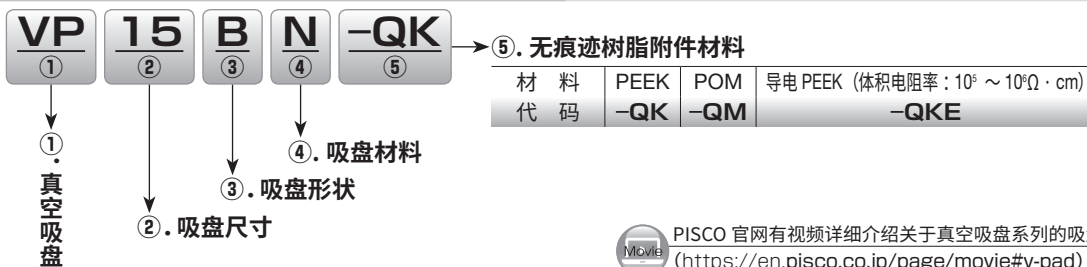 VP 15 B N -QK
① ② ③ ④ ⑤
⑤. 无痕迹树脂附件材料
材 料 PEEK POM 导电 PEEK（体积电阻率：10⁵ ～ 10⁶Ω · cm）
代 码 -QK -QM -QKE
④. 吸盘材料
③. 吸盘形状
②. 吸盘尺寸
①. 真空吸盘
Movie
PISCO 官网有视频详细介绍关于真空吸盘系列的吸
(https://en.pisco.co.jp/page/movie#v-pad)